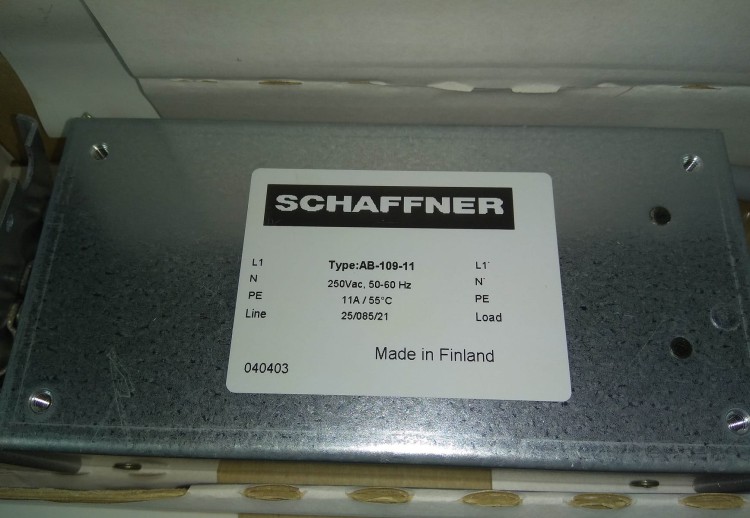 SCHAFFNER
L1 Type:AB-109-11 L1'
N 250Vac, 50-60 Hz N'
PE 11A / 55°C PE
Line 25/085/21 Load
Made in Finland
040403